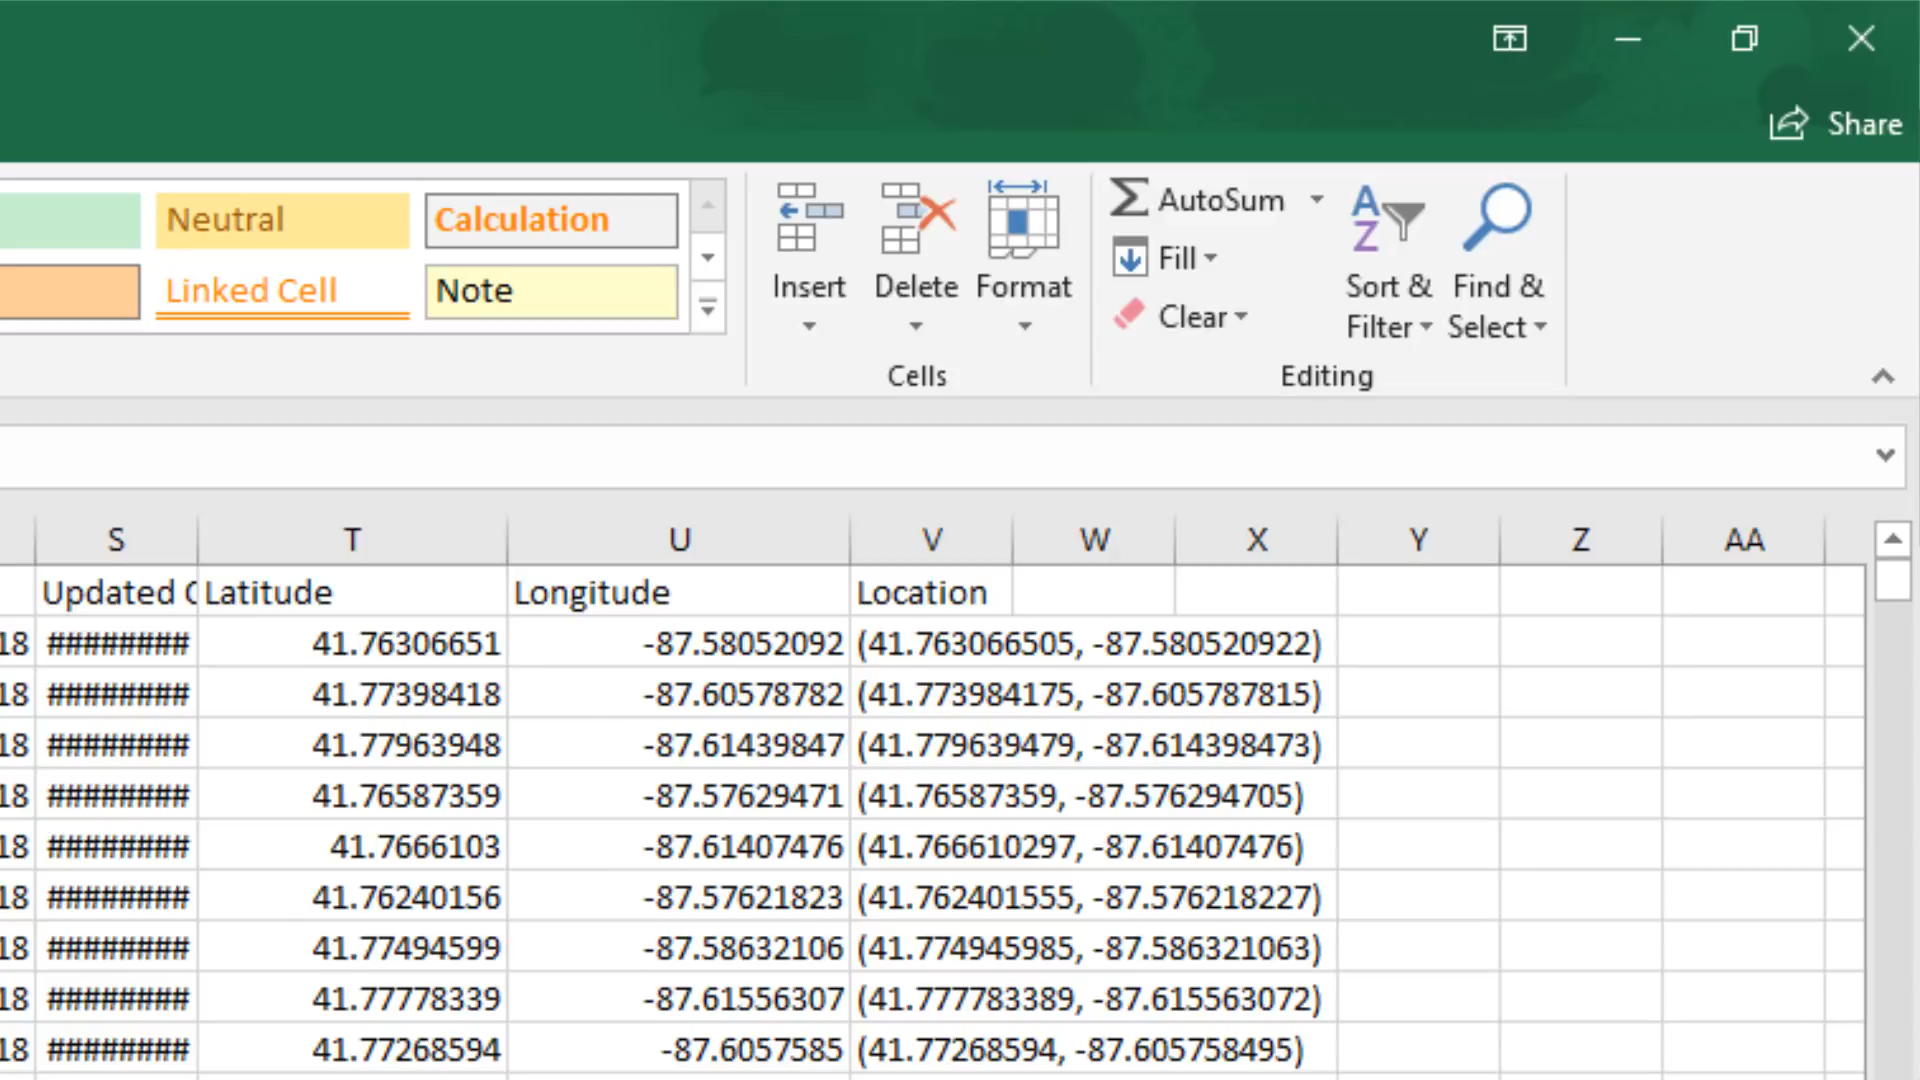 Share
Neutral Calculation
Linked Cell Note
Insert Delete Format
AutoSum
Fill
Clear
Sort & Filter
Find & Select
Cells Editing
S T U V W X Y Z AA
Updated Latitude Longitude Location
18 ######## 41.76306651 -87.58052092 (41.763066505, -87.580520922)
18 ######## 41.77398418 -87.60578782 (41.773984175, -87.605787815)
18 ######## 41.77963948 -87.61439847 (41.779639479, -87.614398473)
18 ######## 41.76587359 -87.57629471 (41.76587359, -87.576294705)
18 ######## 41.7666103 -87.61407476 (41.766610297, -87.61407476)
18 ######## 41.76240156 -87.57621823 (41.762401555, -87.576218227)
18 ######## 41.77494599 -87.58632106 (41.774945985, -87.586321063)
18 ######## 41.77778339 -87.61556307 (41.777783389, -87.615563072)
18 ######## 41.77268594 -87.6057585 (41.77268594, -87.605758495)